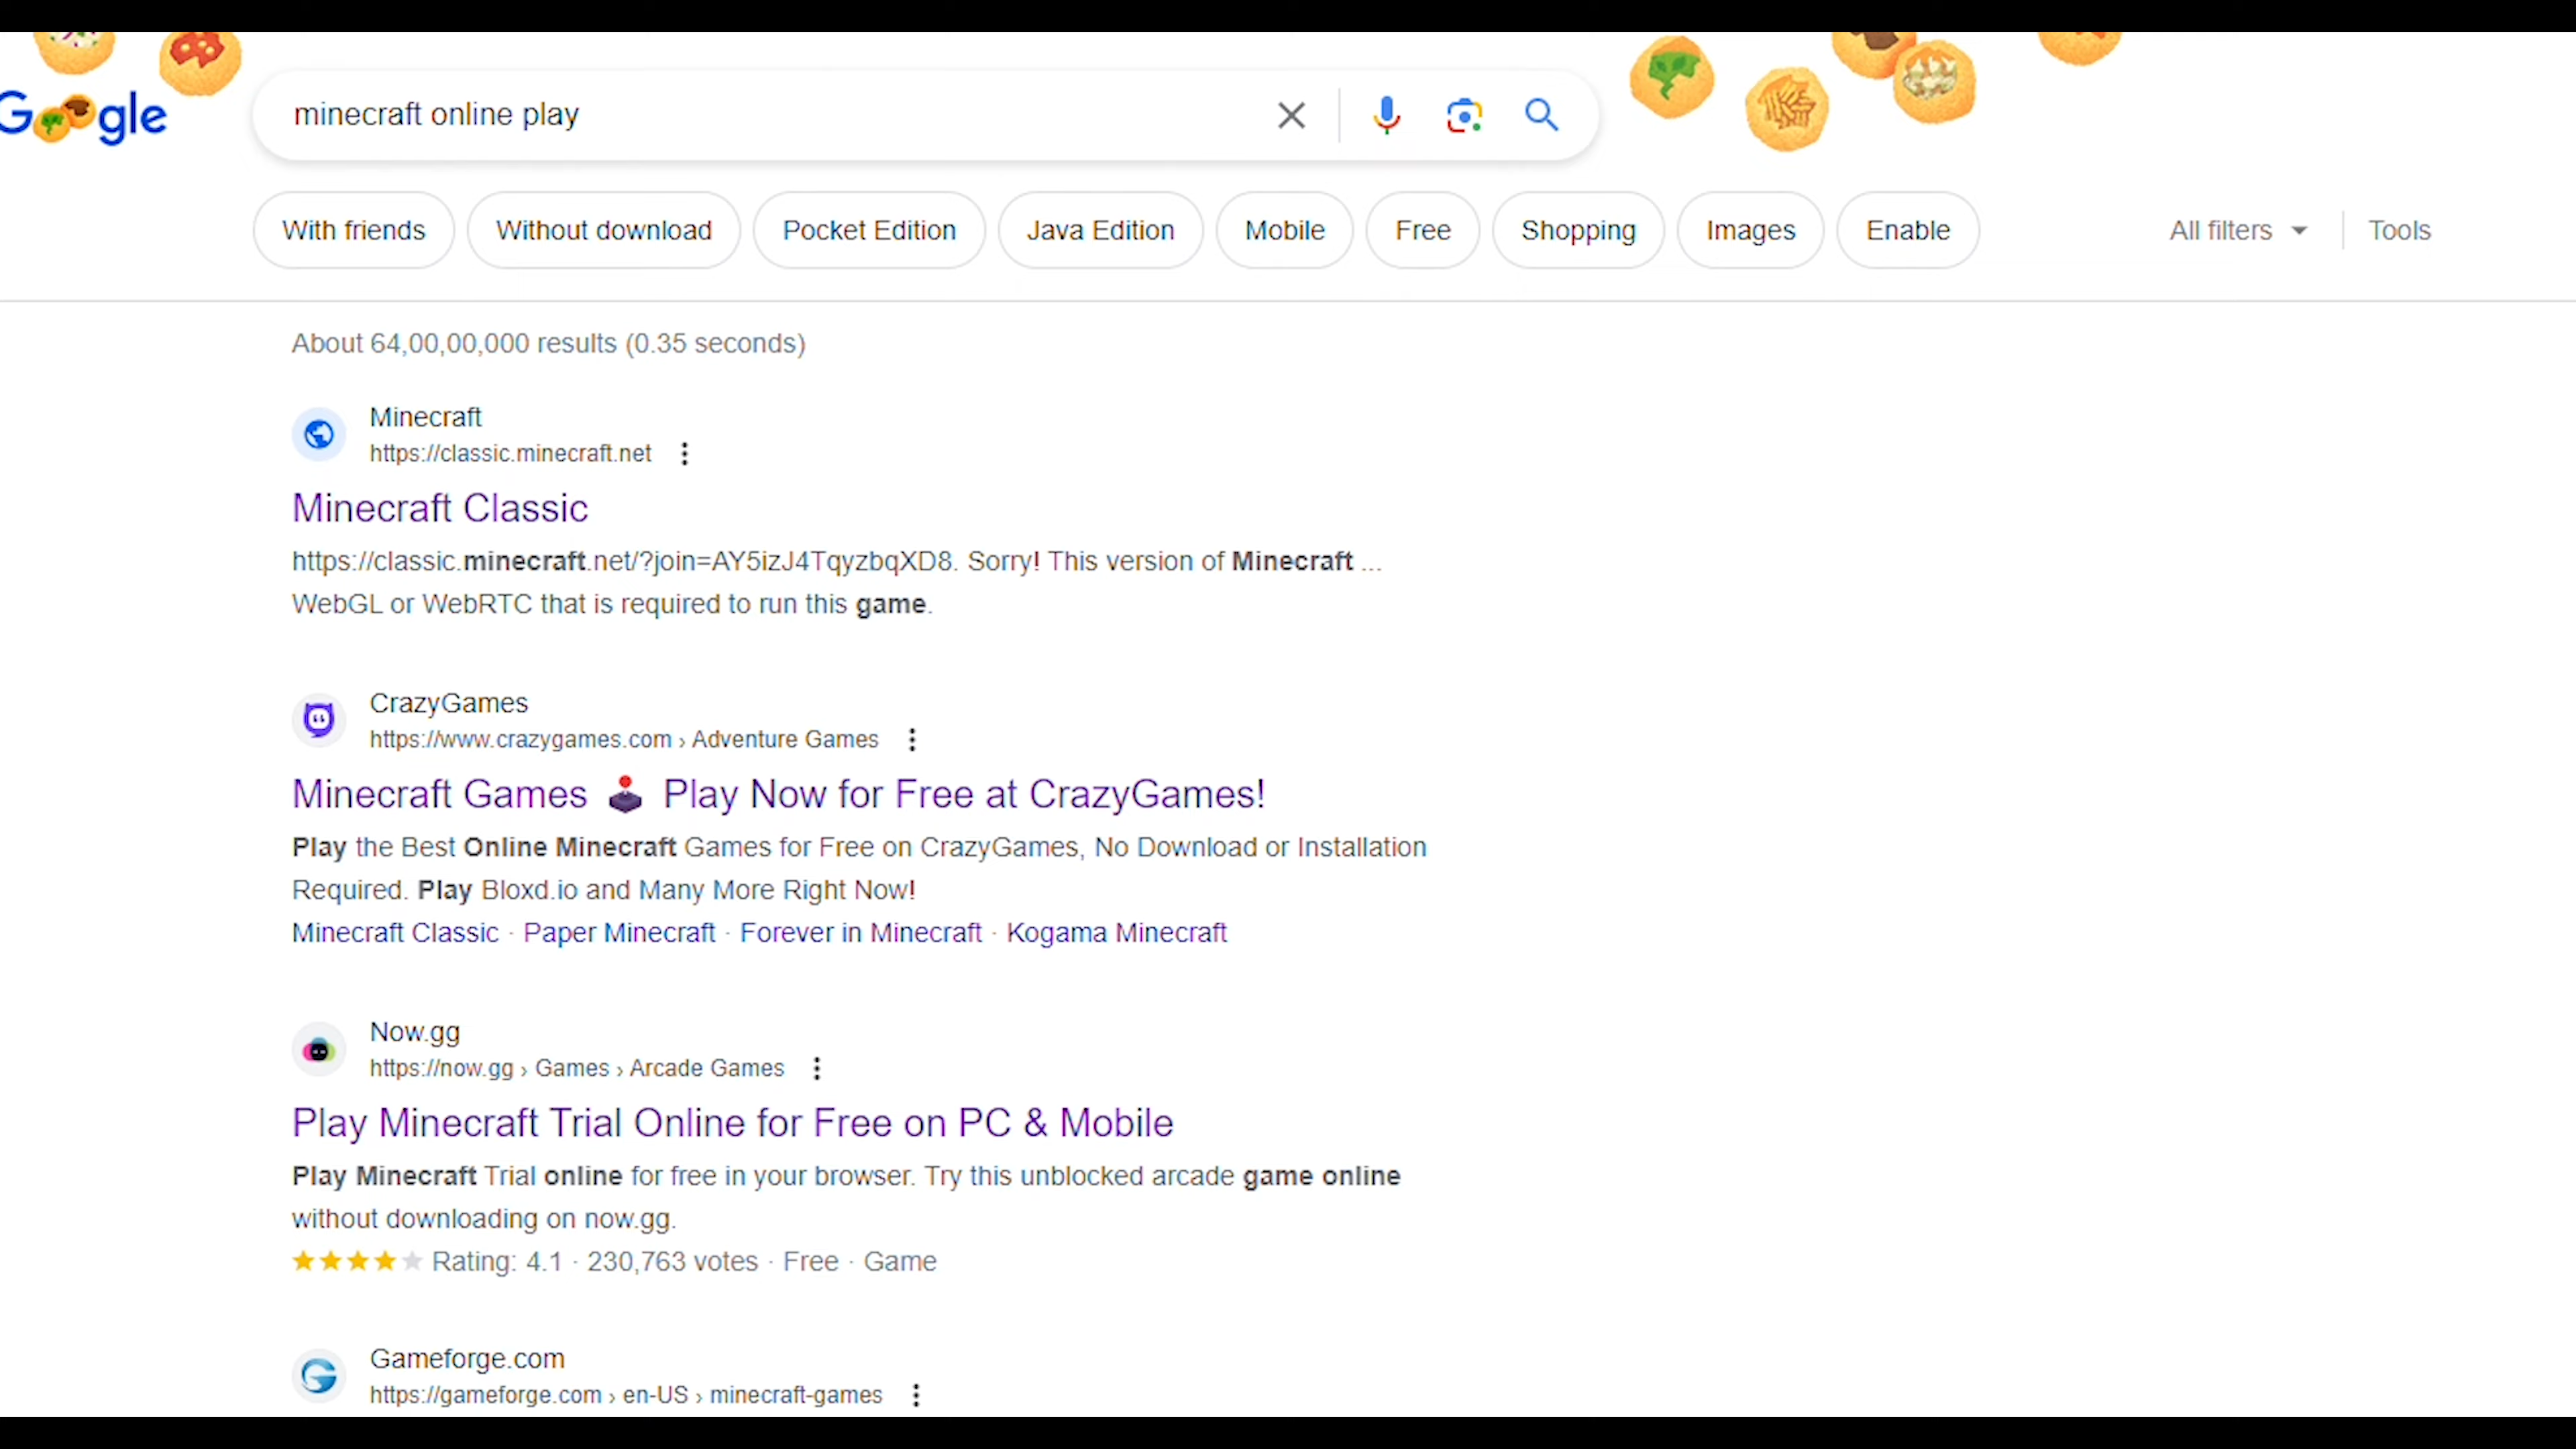 Google
minecraft online play
With friends
Without download
Pocket Edition
Java Edition
Mobile
Free
Shopping
Images
Enable
All filters
Tools
About 64,00,00,000 results (0.35 seconds)
Minecraft
https://classic.minecraft.net
Minecraft Classic
https://classic.minecraft.net/?join=AY5izJ4TqyzbqXD8. Sorry! This version of Minecraft ...
WebGL or WebRTC that is required to run this game.
CrazyGames
https://www.crazygames.com › Adventure Games
Minecraft Games 🕹️ Play Now for Free at CrazyGames!
Play the Best Online Minecraft Games for Free on CrazyGames, No Download or Installation
Required. Play Bloxd.io and Many More Right Now!
Minecraft Classic · Paper Minecraft · Forever in Minecraft · Kogama Minecraft
Now.gg
https://now.gg › Games › Arcade Games
Play Minecraft Trial Online for Free on PC & Mobile
Play Minecraft Trial online for free in your browser. Try this unblocked arcade game online
without downloading on now.gg.
Rating: 4.1 · 230,763 votes · Free · Game
Gameforge.com
https://gameforge.com › en-US › minecraft-games